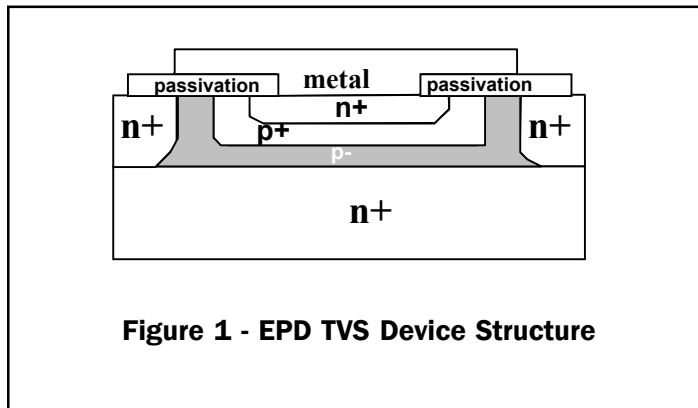 metal
passivation passivation
n+ n+ n+
p+
p-
n+
Figure 1 - EPD TVS Device Structure